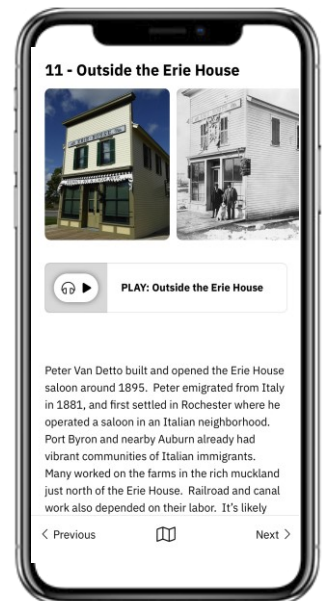 11 - Outside the Erie House
ERIE HOUSE
PLAY: Outside the Erie House
Peter Van Detto built and opened the Erie House
saloon around 1895.  Peter emigrated from Italy
in 1881, and first settled in Rochester where he
operated a saloon in an Italian neighborhood.
Port Byron and nearby Auburn already had
vibrant communities of Italian immigrants.
Many worked on the farms in the rich muckland
just north of the Erie House.  Railroad and canal
work also depended on their labor.  It’s likely
Previous
Next